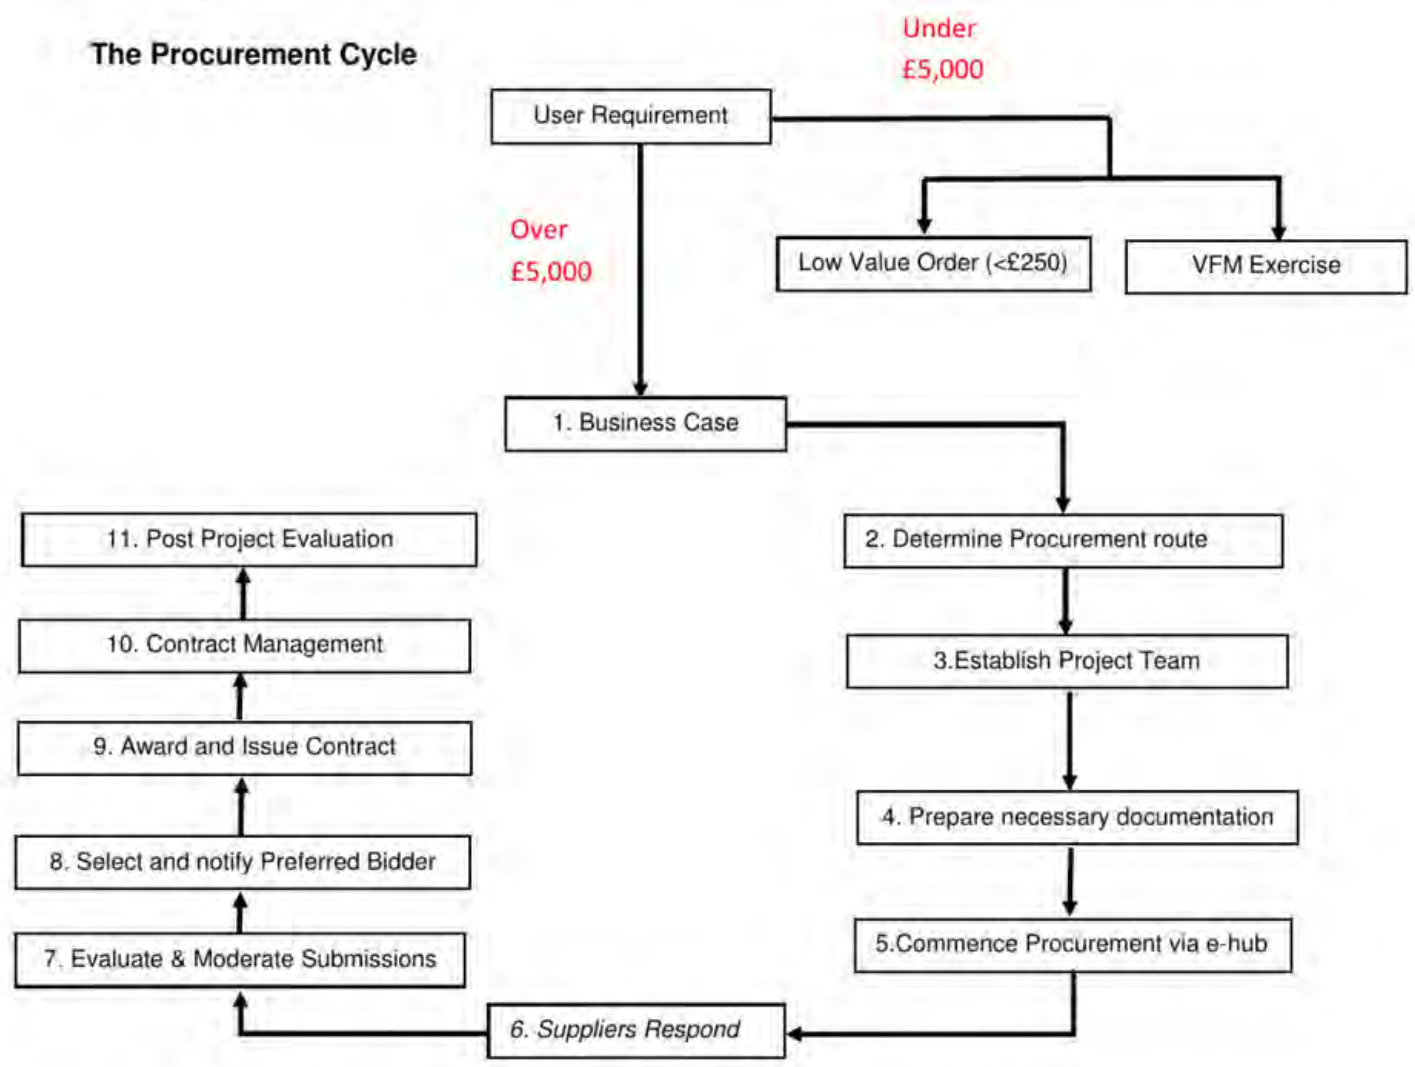 The Procurement Cycle
Under
£5,000
User Requirement
Over
£5,000
Low Value Order (<£250)
VFM Exercise
1. Business Case
2. Determine Procurement route
3.Establish Project Team
4. Prepare necessary documentation
5.Commence Procurement via e-hub
6. Suppliers Respond
7. Evaluate & Moderate Submissions
8. Select and notify Preferred Bidder
9. Award and Issue Contract
10. Contract Management
11. Post Project Evaluation